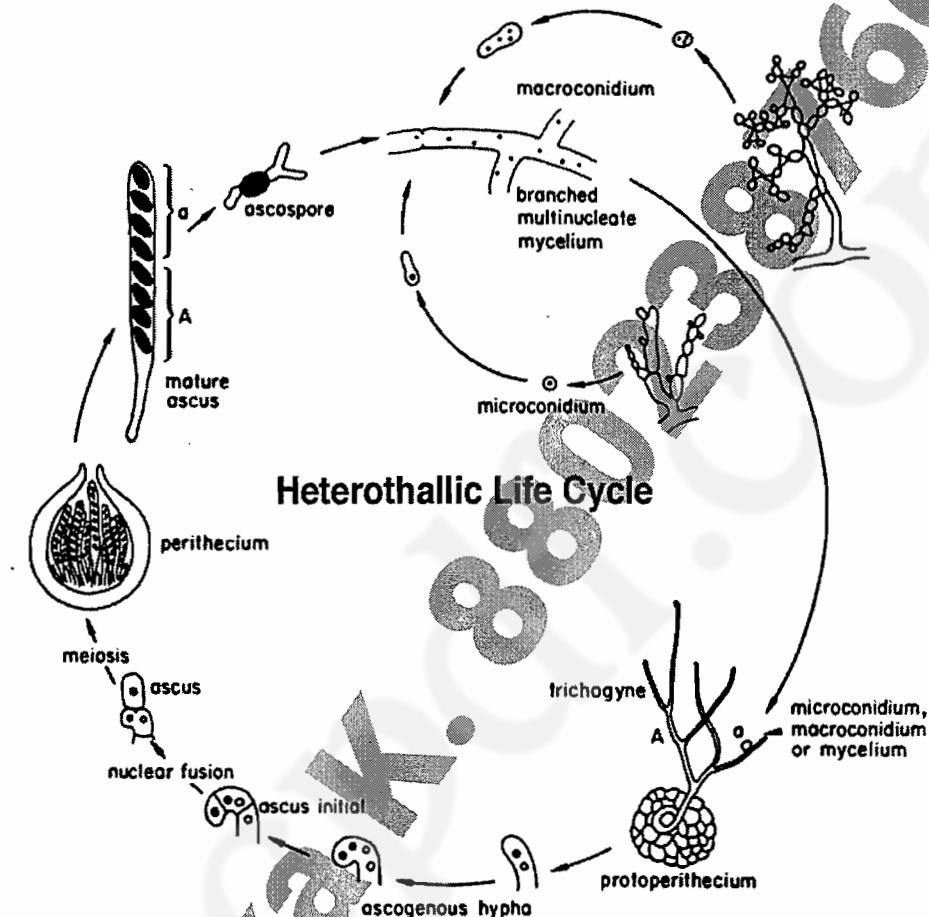 macroconidium
branched
multinucleate
mycelium
ascospore
a
A
mature
ascus
microconidium
Heterothallic Life Cycle
perithecium
meiosis
ascus
nuclear fusion
ascus initial
ascogenous hypha
trichogyne
A
a
microconidium,
macroconidium
or mycelium
protoperithecium